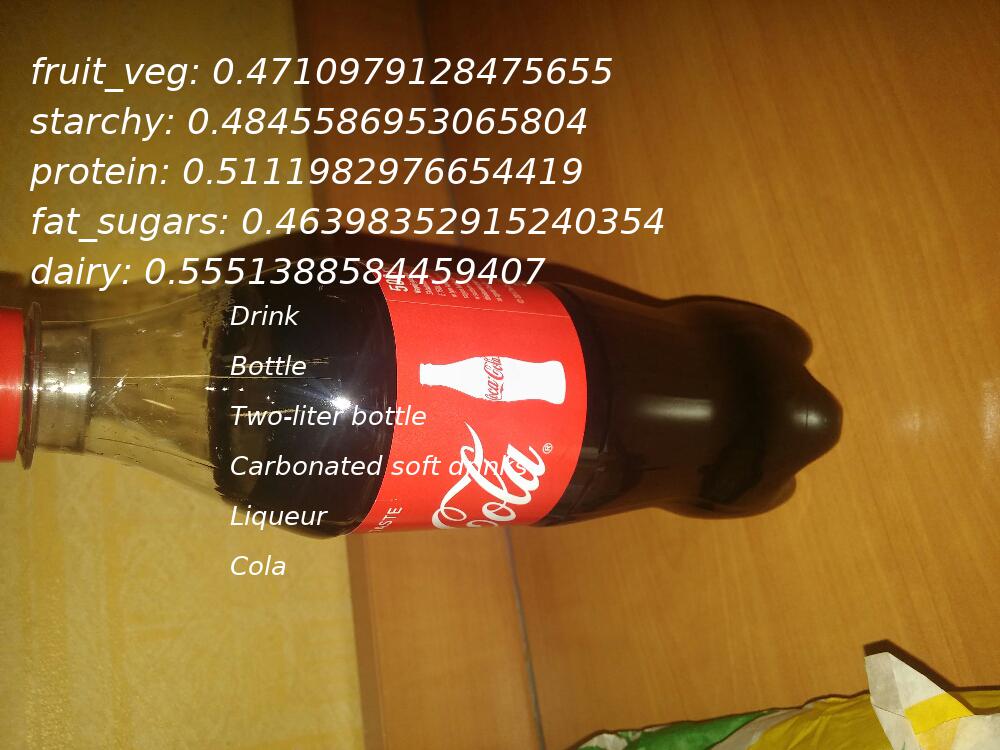 fruit_veg: 0.4710979128475655
starchy: 0.4845586953065804
protein: 0.5111982976654419
fat_sugars: 0.46398352915240354
dairy: 0.5551388584459407
Drink
Bottle
Two-liter bottle
Carbonated soft drinks
Liqueur
Cola
Coca-Cola
Cola®